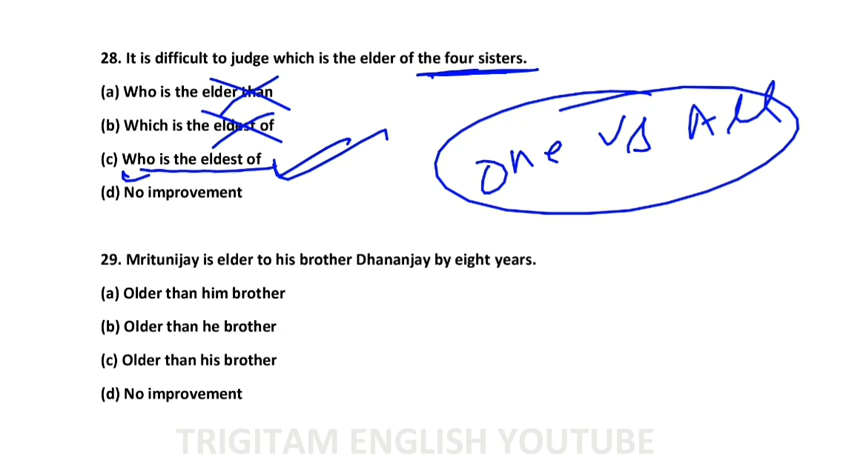 28. It is difficult to judge which is the elder of the four sisters.
(a) Who is the elder than
(b) Which is the eldest of
(c) Who is the eldest of
(d) No improvement
One vs All
29. Mritunijay is elder to his brother Dhananjay by eight years.
(a) Older than him brother
(b) Older than he brother
(c) Older than his brother
(d) No improvement
TRIGITAM ENGLISH YOUTUBE